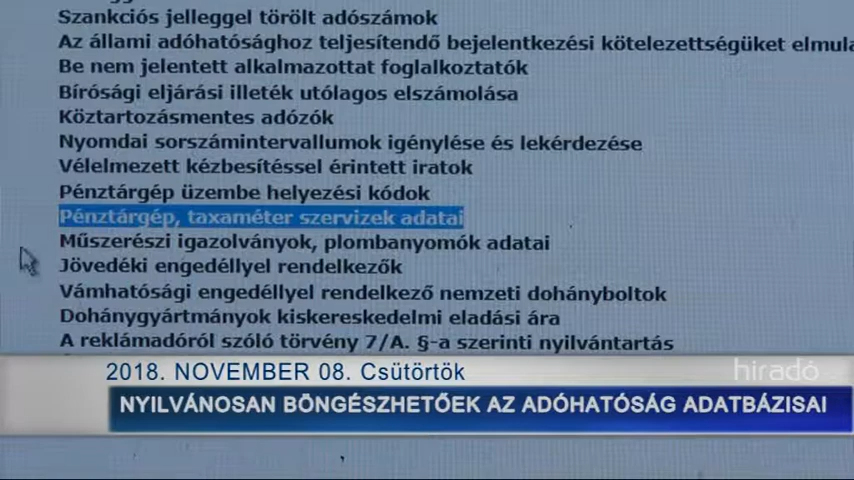 Szankciós jelleggel törölt adószámok
Az állami adóhatósághoz teljesítendő bejelentkezési kötelezettségüket elmula
Be nem jelentett alkalmazottat foglalkoztatók
Bírósági eljárási illeték utólagos elszámolása
Köztartozásmentes adózók
Nyomdai sorszámintervallumok igénylése és lekérdezése
Vélelmezett kézbesítéssel érintett iratok
Pénztárgép üzembe helyezési kódok
Pénztárgép, taxaméter szervizek adatai
Műszerészi igazolványok, plombanyomók adatai
Jövedéki engedéllyel rendelkezők
Vámhatósági engedéllyel rendelkező nemzeti dohányboltok
Dohánygyártmányok kiskereskedelmi eladási ára
A reklámadóról szóló törvény 7/A. §-a szerinti nyilvántartás
2018. NOVEMBER 08. Csütörtök
híradó
NYILVÁNOSAN BÖNGÉSZHETŐEK AZ ADÓHATÓSÁG ADATBÁZISAI